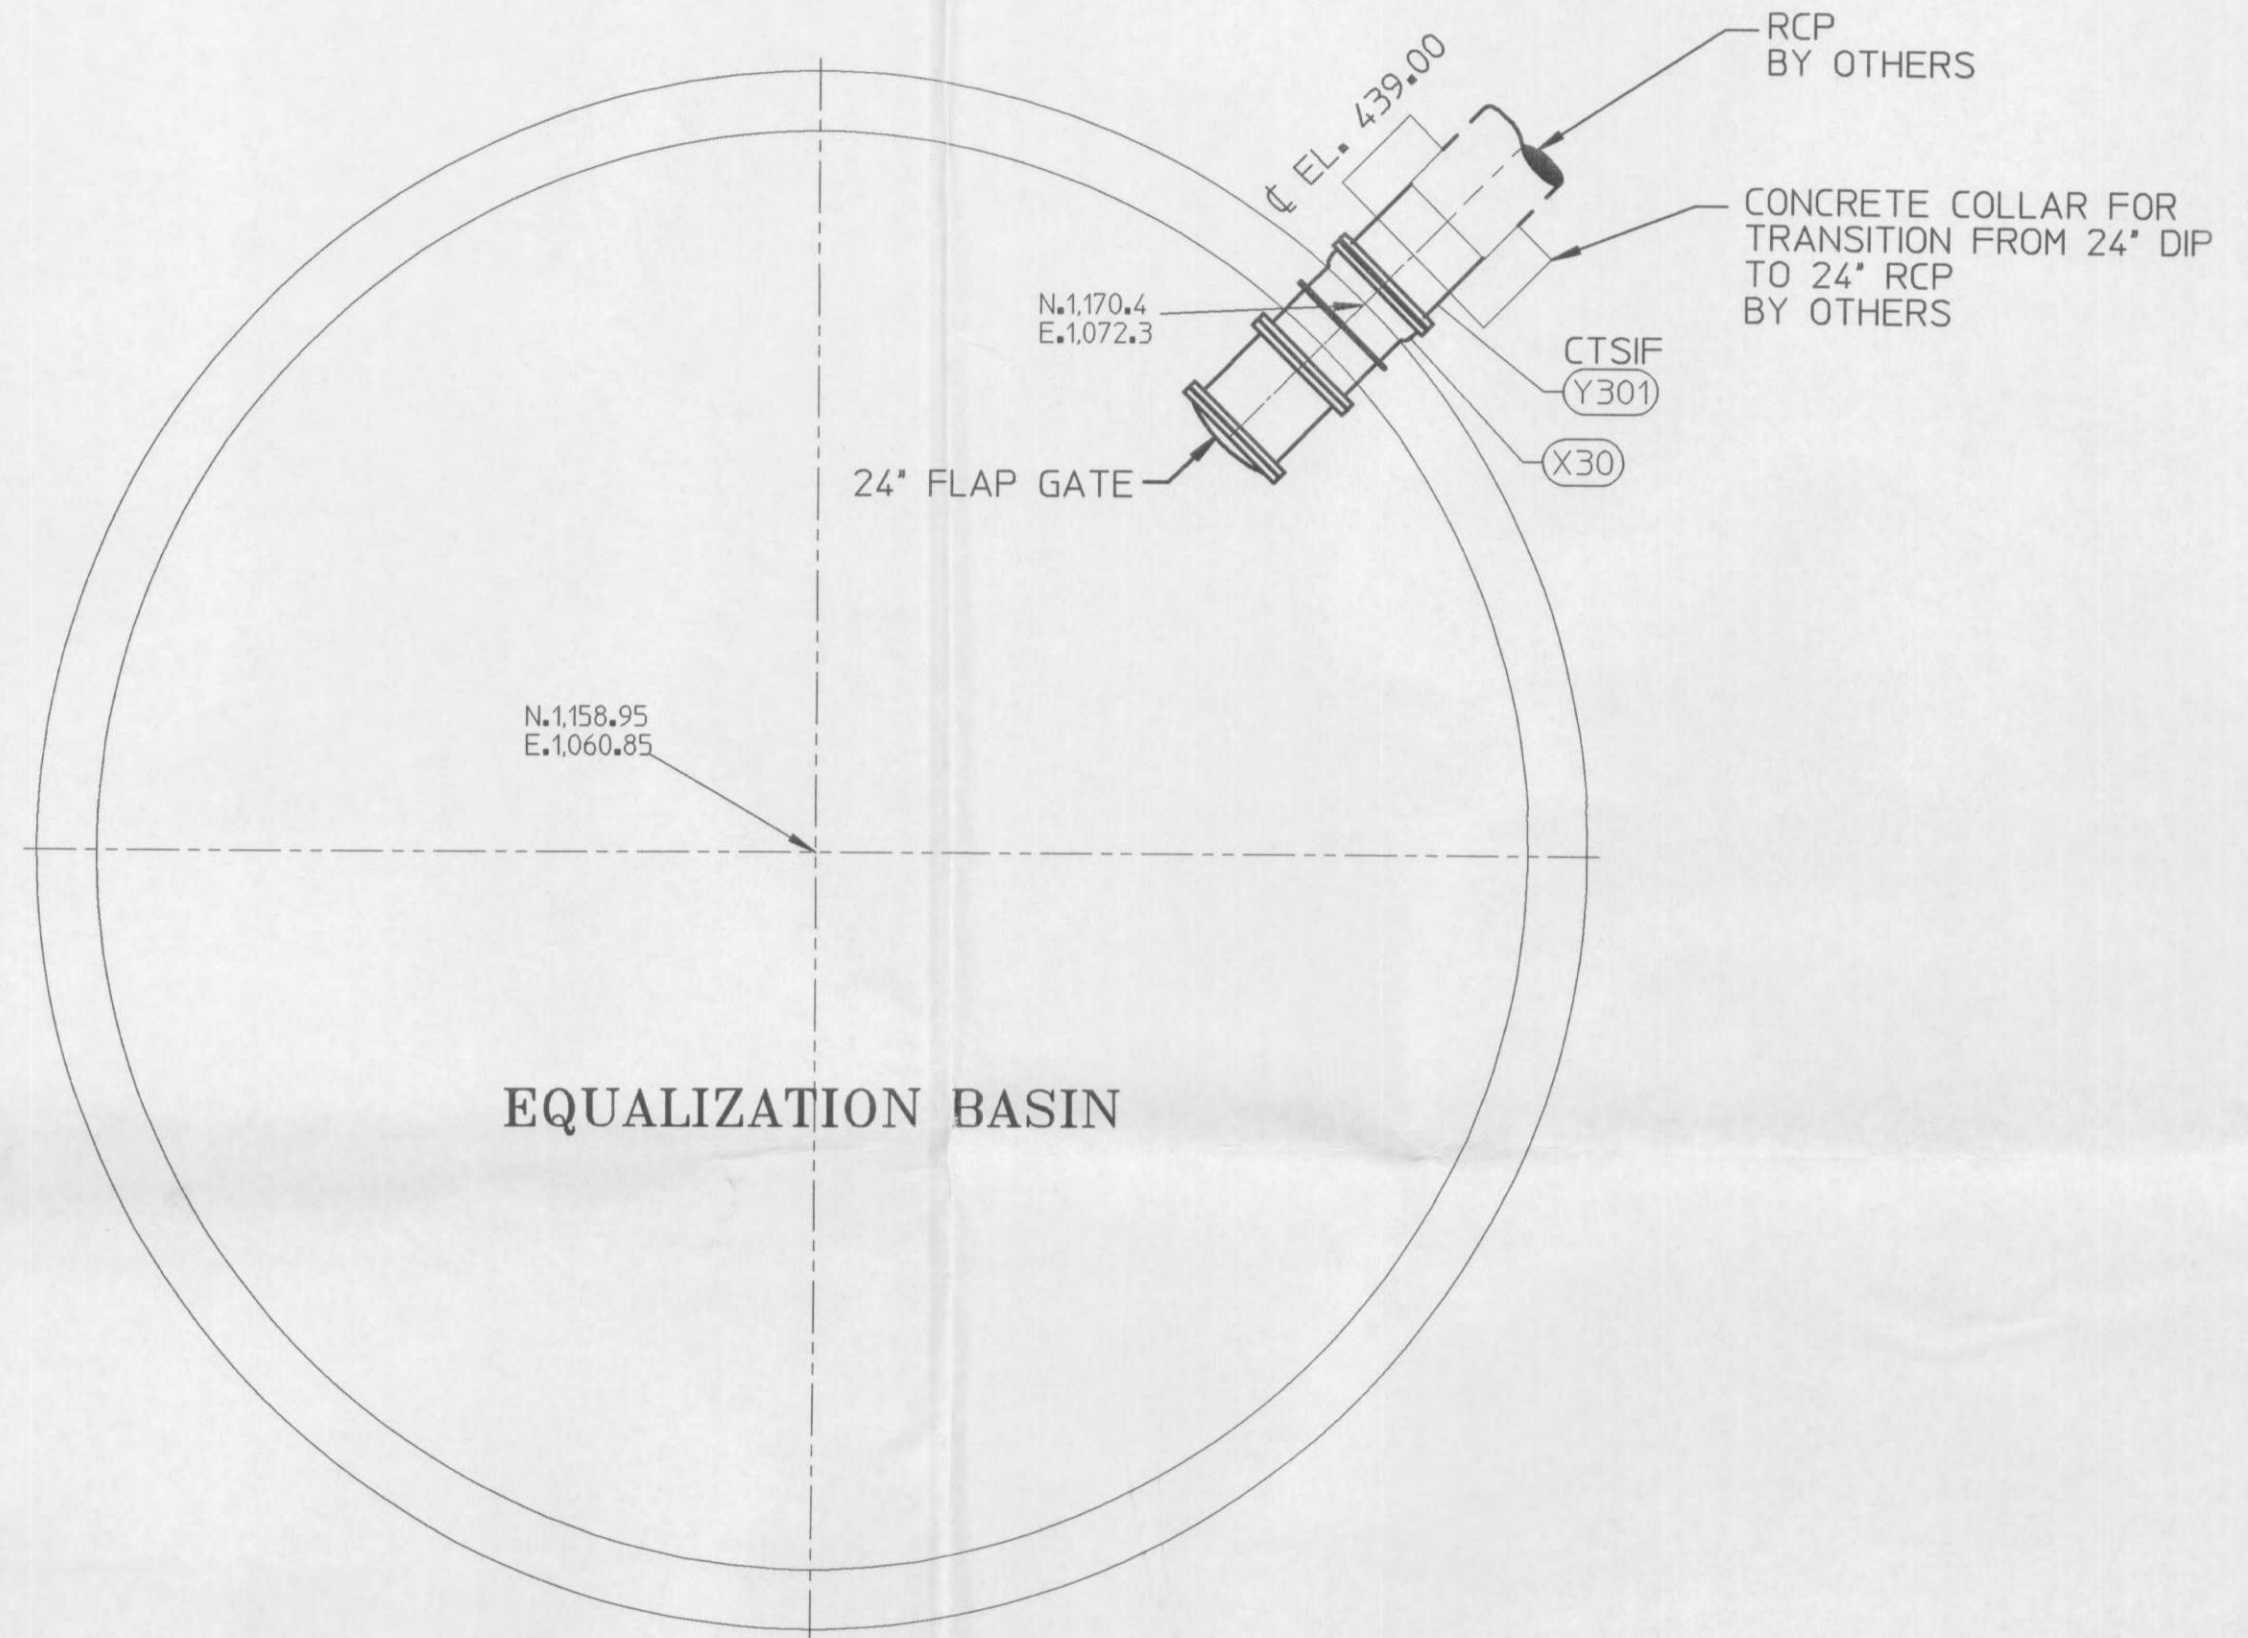 RCP
BY OTHERS
℄ EL. 439.00
CONCRETE COLLAR FOR
TRANSITION FROM 24" DIP
TO 24" RCP
BY OTHERS
N.1,170.4
E.1,072.3
CTSIF
Y301
X30
24" FLAP GATE
N.1,158.95
E.1,060.85
EQUALIZATION BASIN